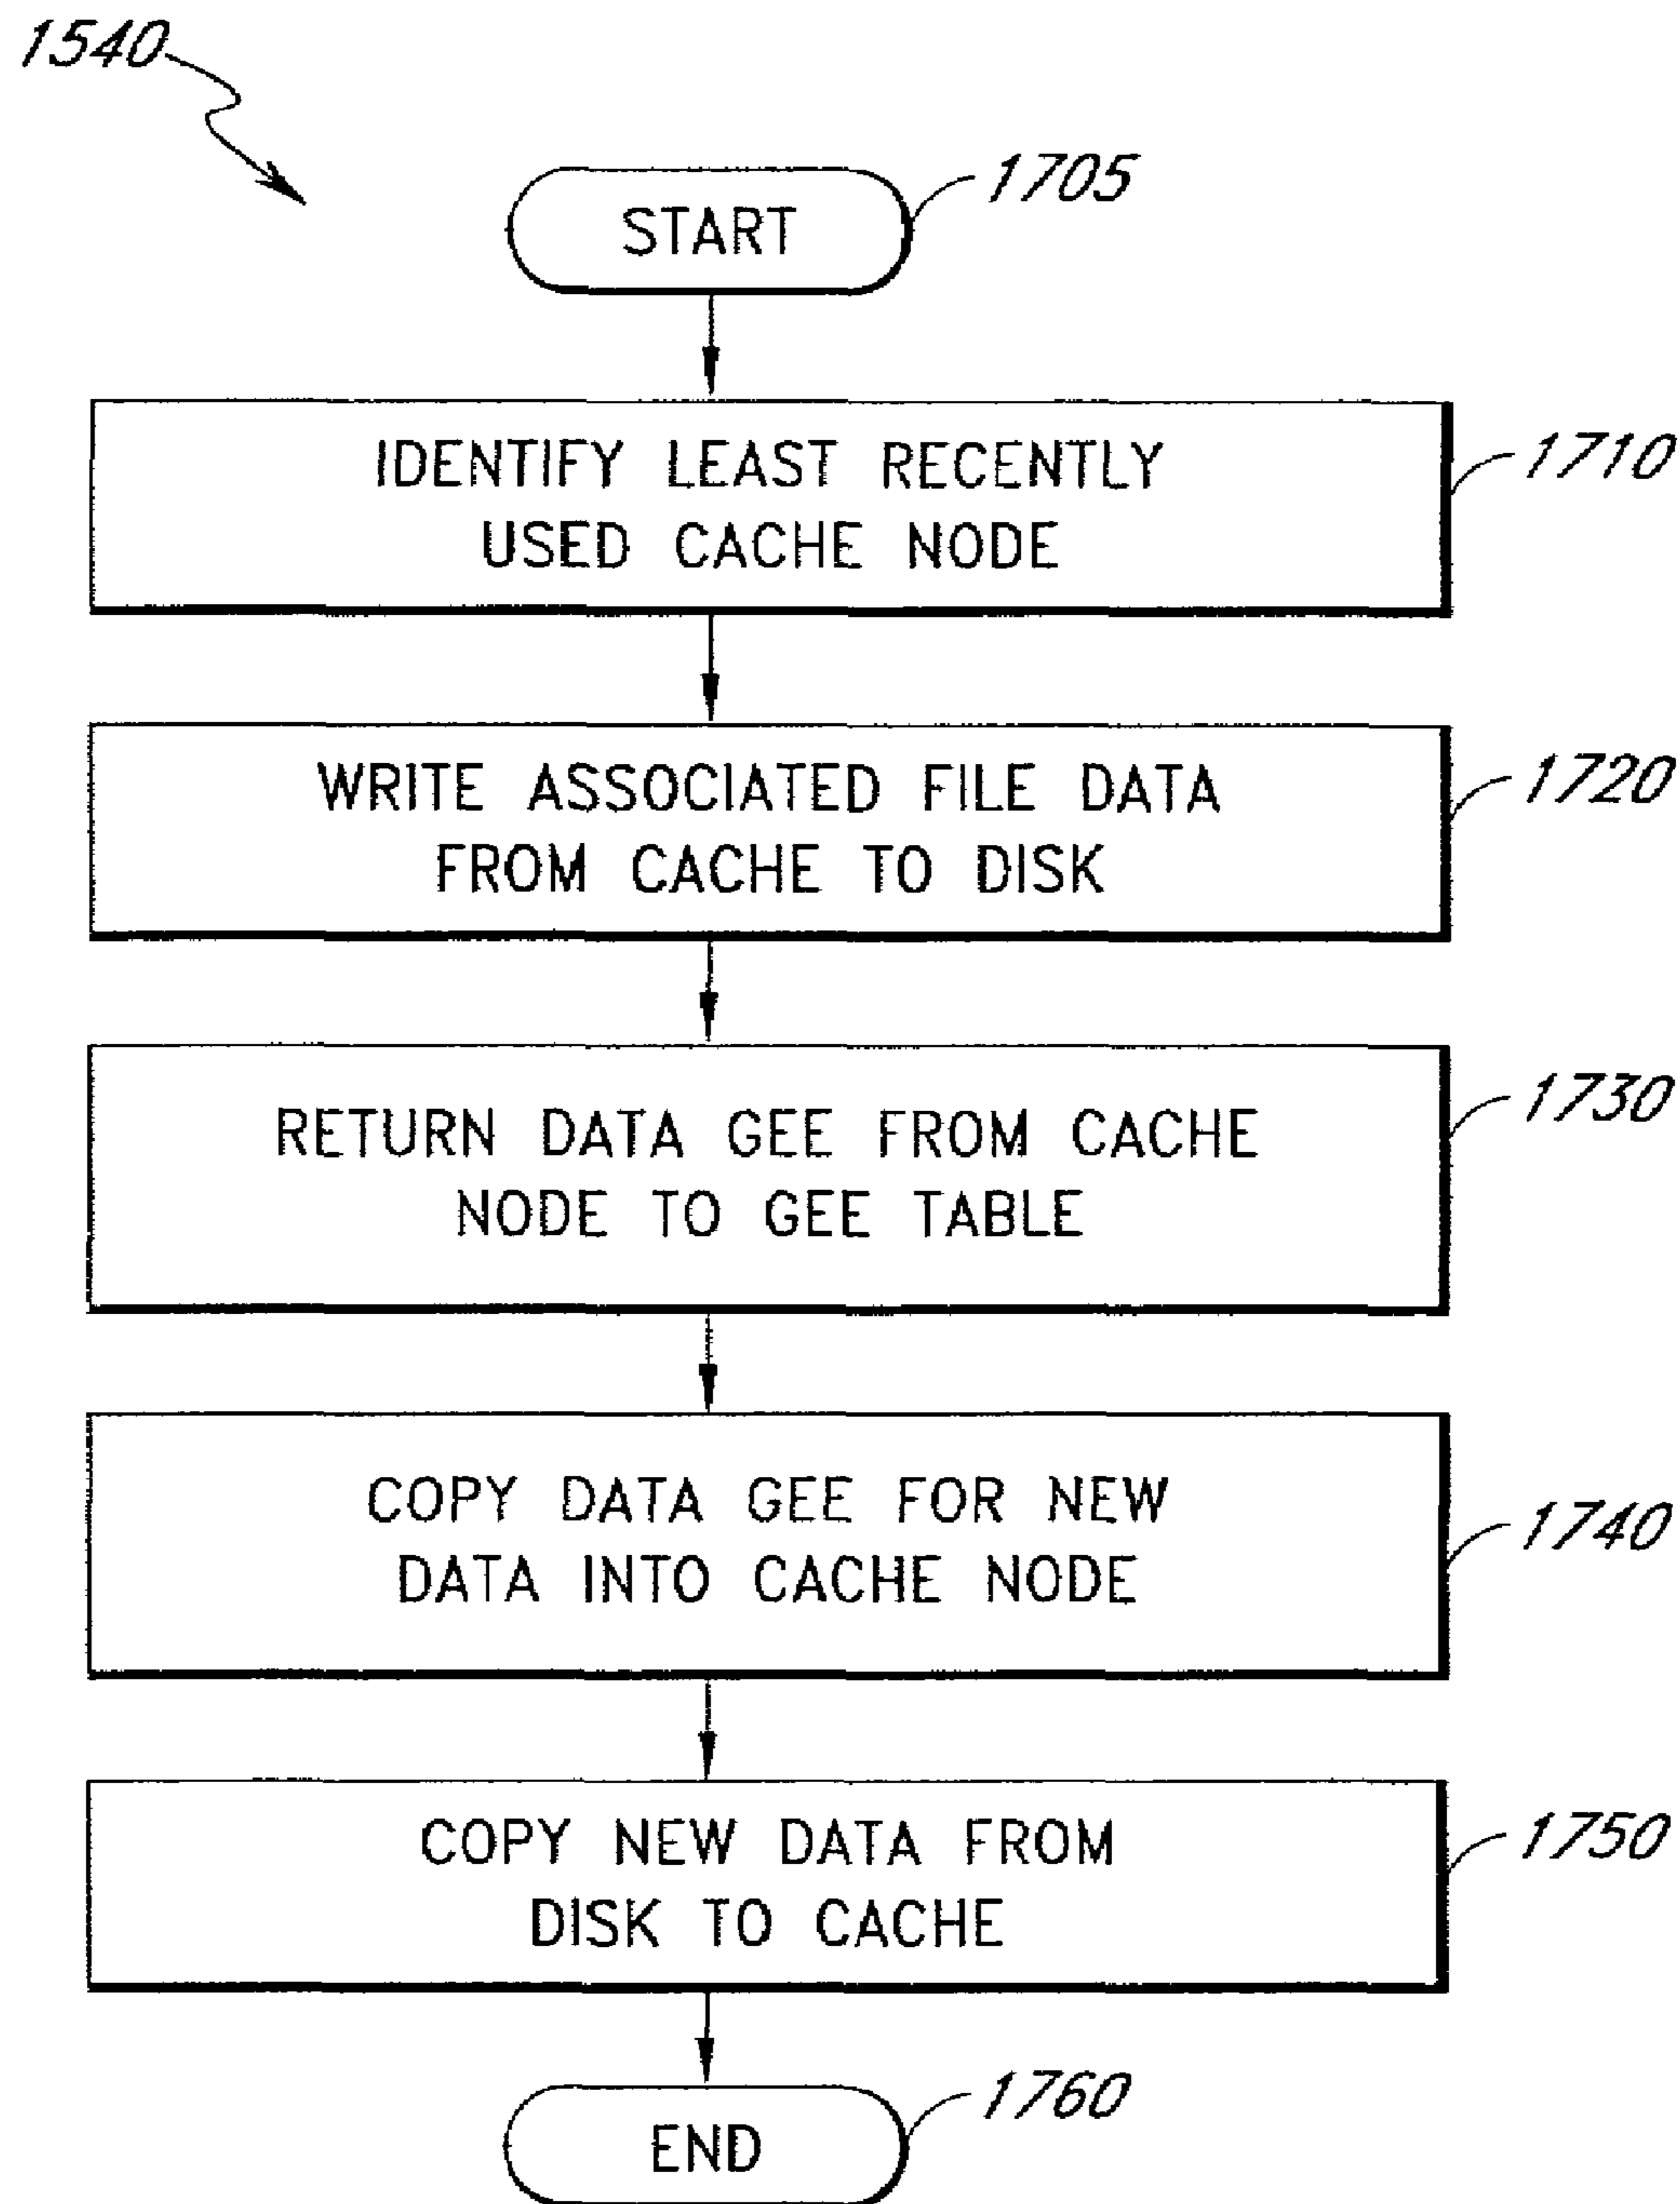 1540
START
1705
IDENTIFY LEAST RECENTLY
USED CACHE NODE
1710
WRITE ASSOCIATED FILE DATA
FROM CACHE TO DISK
1720
RETURN DATA GEE FROM CACHE
NODE TO GEE TABLE
1730
COPY DATA GEE FOR NEW
DATA INTO CACHE NODE
1740
COPY NEW DATA FROM
DISK TO CACHE
1750
END
1760